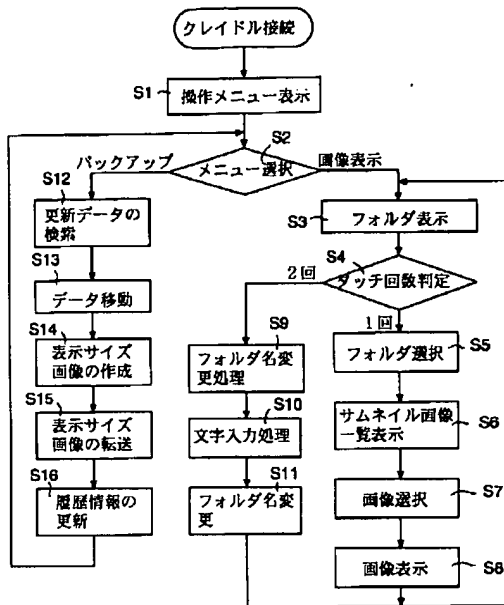 クレイドル接続
S1
操作メニュー表示
S2
メニュー選択
バックアップ
画像表示
S12
更新データの
検索
S13
データ移動
S14
表示サイズ
画像の作成
S15
表示サイズ
画像の転送
S16
履歴情報の
更新
S3
フォルダ表示
S4
タッチ回数判定
2回
1回
S9
フォルダ名変
更処理
S10
文字入力処理
S11
フォルダ名変
更
フォルダ選択
S5
サムネイル画像
一覧表示
S6
画像選択
S7
画像表示
S8